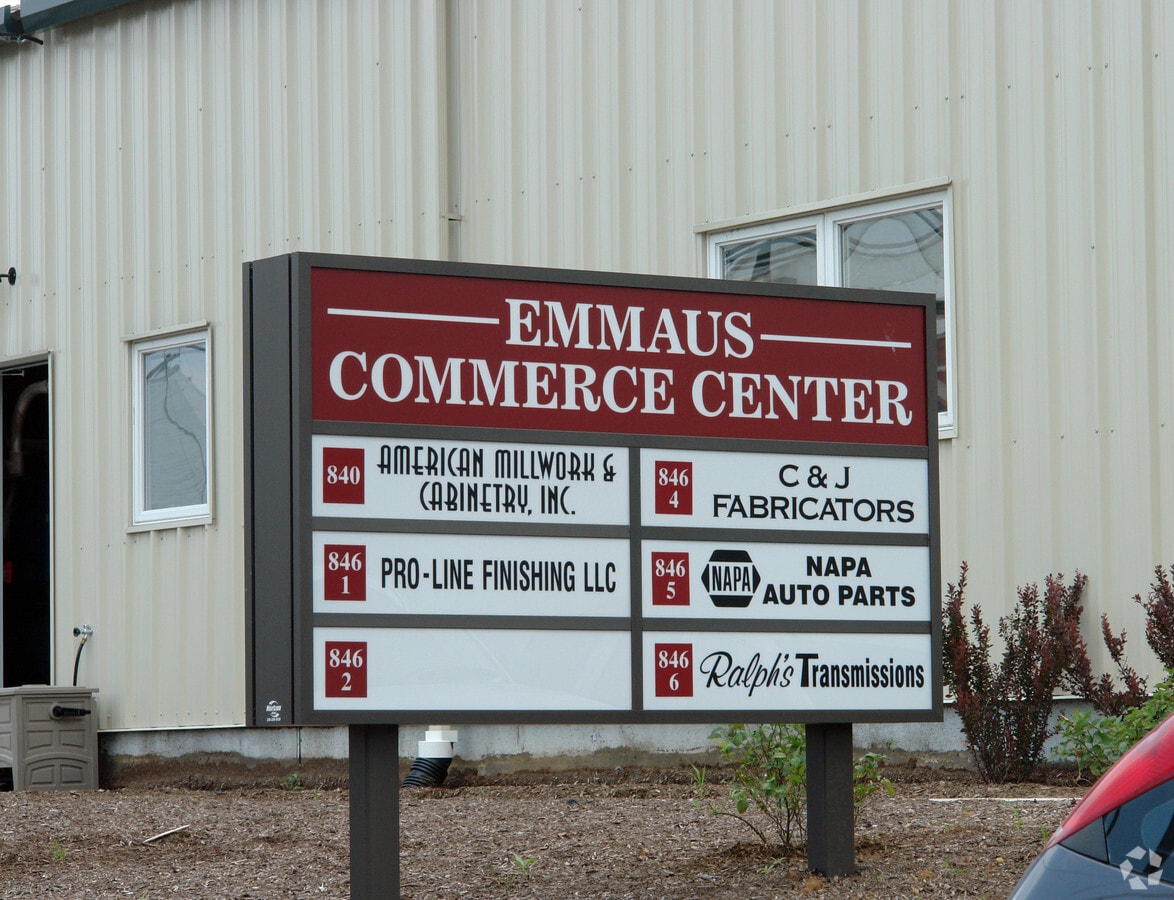 EMMAUS
COMMERCE CENTER
840
AMERICAN MILLWORK &
CABINETRY, INC.
846
1
PRO-LINE FINISHING LLC
846
2
846
4
C & J
FABRICATORS
846
5
NAPA
NAPA
AUTO PARTS
846
6
Ralph's Transmissions